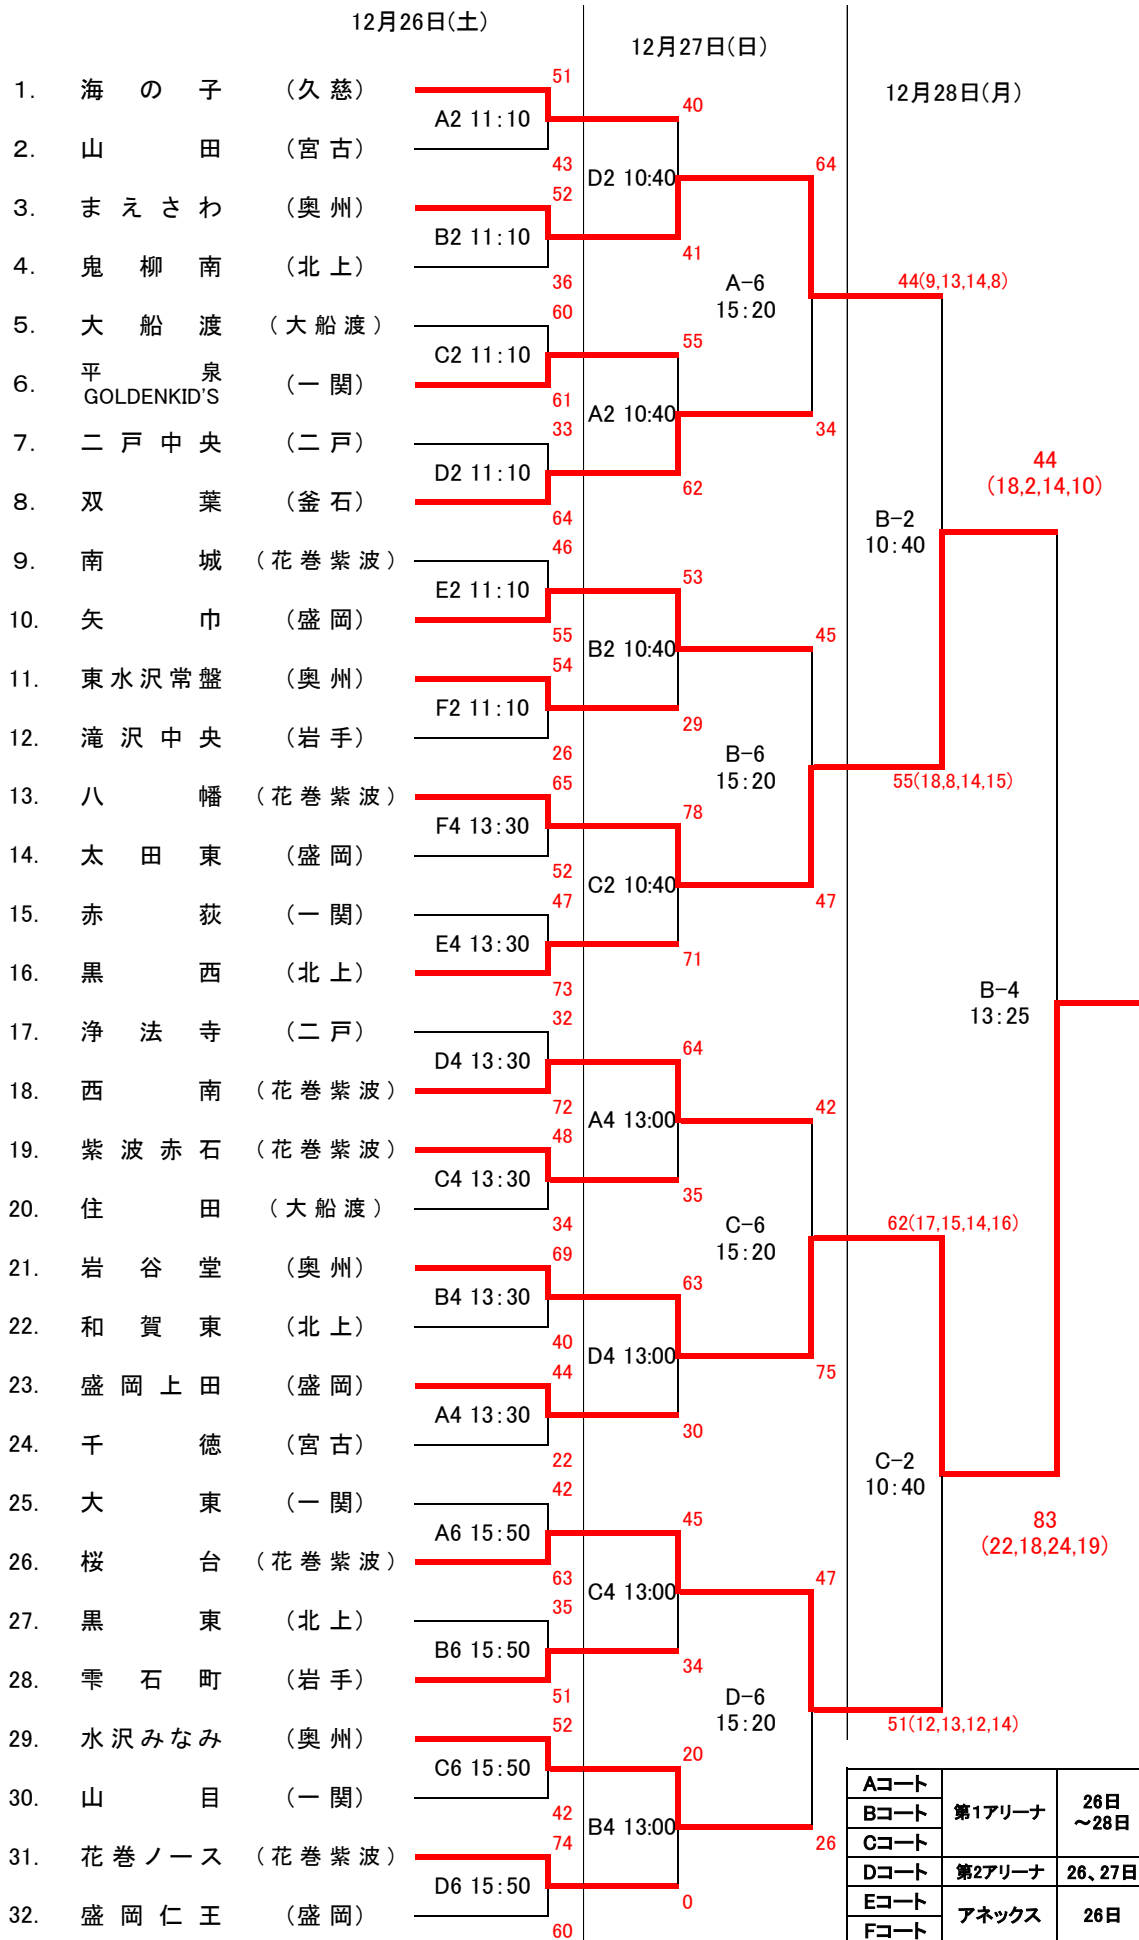 12月26日(土)
12月27日(日)
12月28日(月)
1. 海の子 (久慈)
2. 山田 (宮古)
3. まえさわ (奥州)
4. 鬼柳南 (北上)
5. 大船渡 (大船渡)
6. 平泉 GOLDENKID'S (一関)
7. 二戸中央 (二戸)
8. 双葉 (釜石)
9. 南城 (花巻紫波)
10. 矢巾 (盛岡)
11. 東水沢常盤 (奥州)
12. 滝沢中央 (岩手)
13. 八幡 (花巻紫波)
14. 太田東 (盛岡)
15. 赤荻 (一関)
16. 黒西 (北上)
17. 浄法寺 (二戸)
18. 西南 (花巻紫波)
19. 紫波赤石 (花巻紫波)
20. 住田 (大船渡)
21. 岩谷堂 (奥州)
22. 和賀東 (北上)
23. 盛岡上田 (盛岡)
24. 千徳 (宮古)
25. 大東 (一関)
26. 桜台 (花巻紫波)
27. 黒東 (北上)
28. 雫石町 (岩手)
29. 水沢みなみ (奥州)
30. 山目 (一関)
31. 花巻ノース (花巻紫波)
32. 盛岡仁王 (盛岡)
51
A2 11:10
43
52
B2 11:10
36
60
C2 11:10
61
33
D2 11:10
64
46
E2 11:10
55
54
F2 11:10
26
65
F4 13:30
52
47
E4 13:30
73
32
D4 13:30
72
48
C4 13:30
34
69
B4 13:30
40
44
A4 13:30
22
42
A6 15:50
63
35
B6 15:50
51
52
C6 15:50
42
74
D6 15:50
60
40
D2 10:40
41
55
A2 10:40
62
53
B2 10:40
29
78
C2 10:40
71
64
A4 13:00
35
63
D4 13:00
30
45
C4 13:00
34
20
B4 13:00
0
64
A-6
15:20
34
45
B-6
15:20
47
42
C-6
15:20
75
47
D-6
15:20
26
44(9,13,14,8)
B-2
10:40
55(18,8,14,15)
62(17,15,14,16)
C-2
10:40
51(12,13,12,14)
44
(18,2,14,10)
B-4
13:25
83
(22,18,24,19)
Aコート
Bコート 第1アリーナ 26日
～28日
Cコート
Dコート 第2アリーナ 26、27日
Eコート
アネックス 26日
Fコート